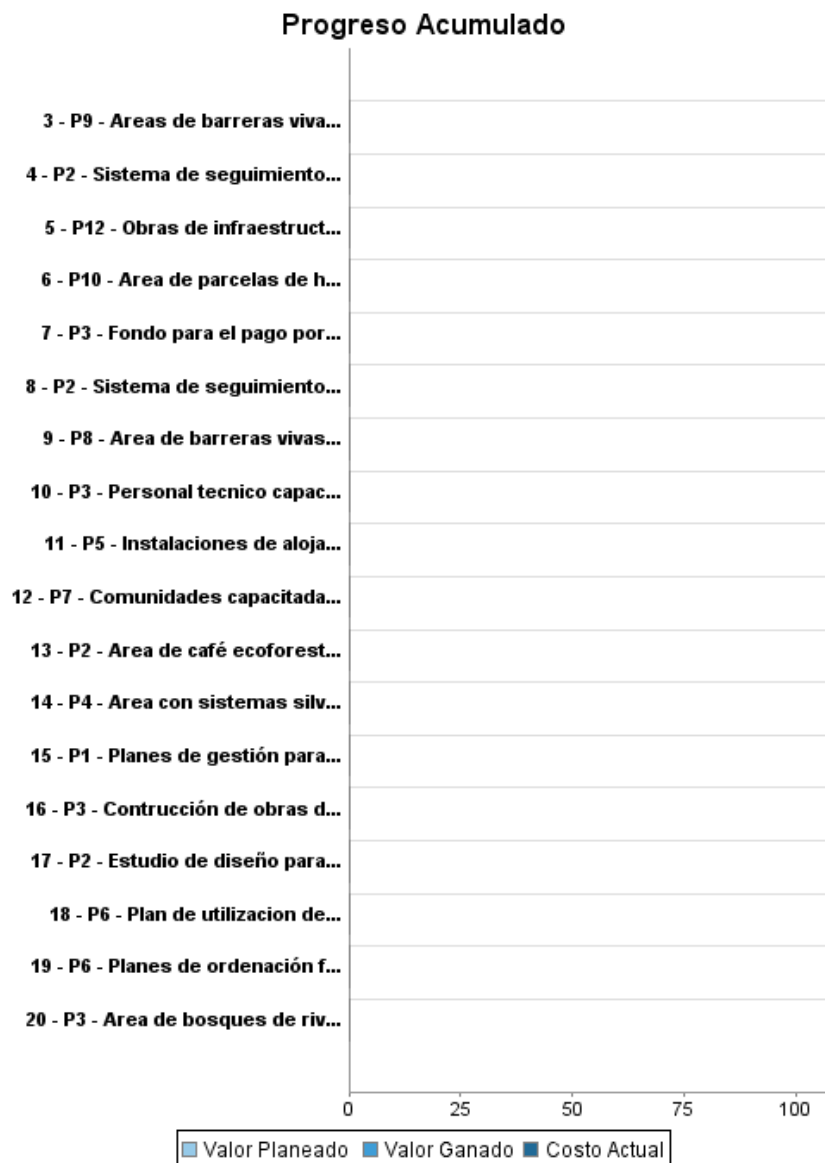 Progreso Acumulado
3 - P9 - Areas de barreras viva...
4 - P2 - Sistema de seguimiento...
5 - P12 - Obras de infraestruct...
6 - P10 - Area de parcelas de h...
7 - P3 - Fondo para el pago por...
8 - P2 - Sistema de seguimiento...
9 - P8 - Area de barreras vivas...
10 - P3 - Personal tecnico capac...
11 - P5 - Instalaciones de aloja...
12 - P7 - Comunidades capacitada...
13 - P2 - Area de café ecoforest...
14 - P4 - Area con sistemas silv...
15 - P1 - Planes de gestión para...
16 - P3 - Contrucción de obras d...
17 - P2 - Estudio de diseño para...
18 - P6 - Plan de utilizacion de...
19 - P6 - Planes de ordenación f...
20 - P3 - Area de bosques de riv...
0 25 50 75 100
Valor Planeado Valor Ganado Costo Actual